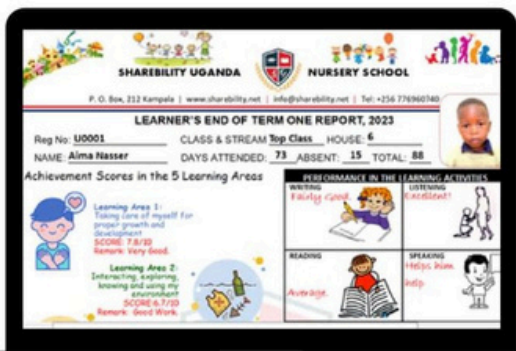 SHAREBILITY UGANDA NURSERY SCHOOL
P. O. Box, 212 Kampala | www.sharebility.net | info@sharebility.net | Tel: +256 776960740
LEARNER'S END OF TERM ONE REPORT, 2023
Reg No: U0001 CLASS & STREAM Top Class HOUSE: 6
NAME: Aima Nasser DAYS ATTENDED: 73 ABSENT: 15 TOTAL: 88
Achievement Scores in the 5 Learning Areas
Learning Area 1:
Taking care of myself for
proper growth and
development
SCORE: 7.8/10
Remark: Very Good.
Learning Area 2:
Interacting, exploring,
knowing and using my
environment
SCORE 6.7/10
Remark: Good Work.
PERFORMANCE IN THE LEARNING ACTIVITIES
WRITING
Fairly Good.
LISTENING
Excellent!
READING
Average.
SPEAKING
Helps him
help